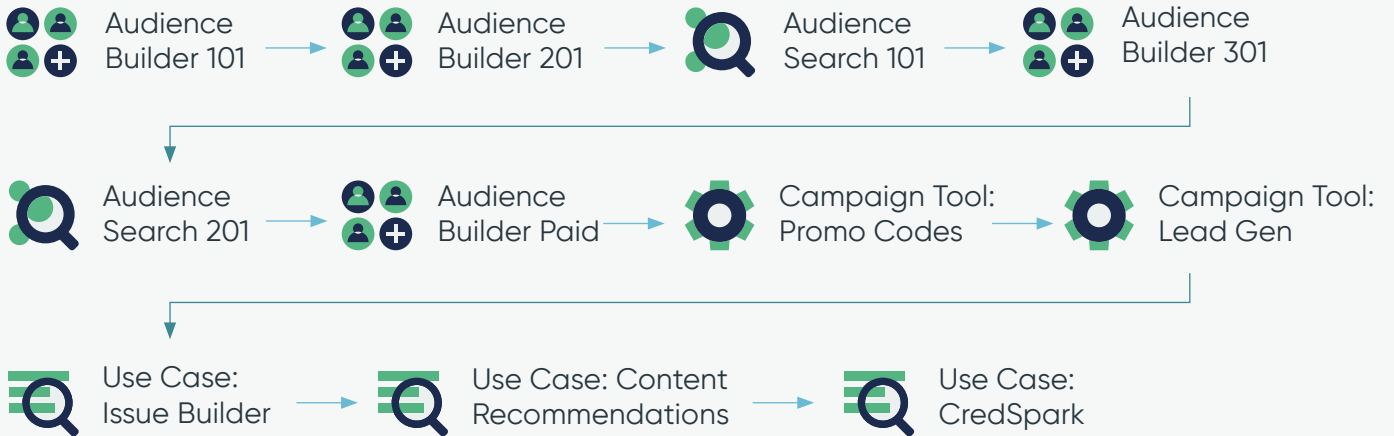 Audience
Builder 101
Audience
Builder 201
Audience
Search 101
Audience
Builder 301
Audience
Search 201
Audience
Builder Paid
Campaign Tool:
Promo Codes
Campaign Tool:
Lead Gen
Use Case:
Issue Builder
Use Case: Content
Recommendations
Use Case:
CredSpark